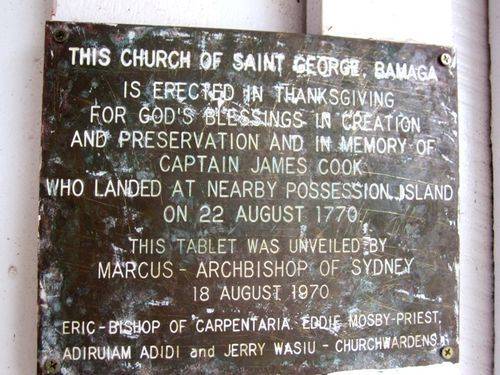 THIS CHURCH OF SAINT GEORGE, BAMAGA
IS ERECTED IN THANKSGIVING
FOR GOD'S BLESSINGS IN CREATION
AND PRESERVATION AND IN MEMORY OF
CAPTAIN JAMES COOK
WHO LANDED AT NEARBY POSSESSION ISLAND
ON 22 AUGUST 1770
THIS TABLET WAS UNVEILED BY
MARCUS - ARCHBISHOP OF SYDNEY
18 AUGUST 1970
ERIC - BISHOP OF CARPENTARIA. EDDIE MOSBY-PRIEST.
ADIRUIAM ADIDI and JERRY WASIU - CHURCHWARDENS.